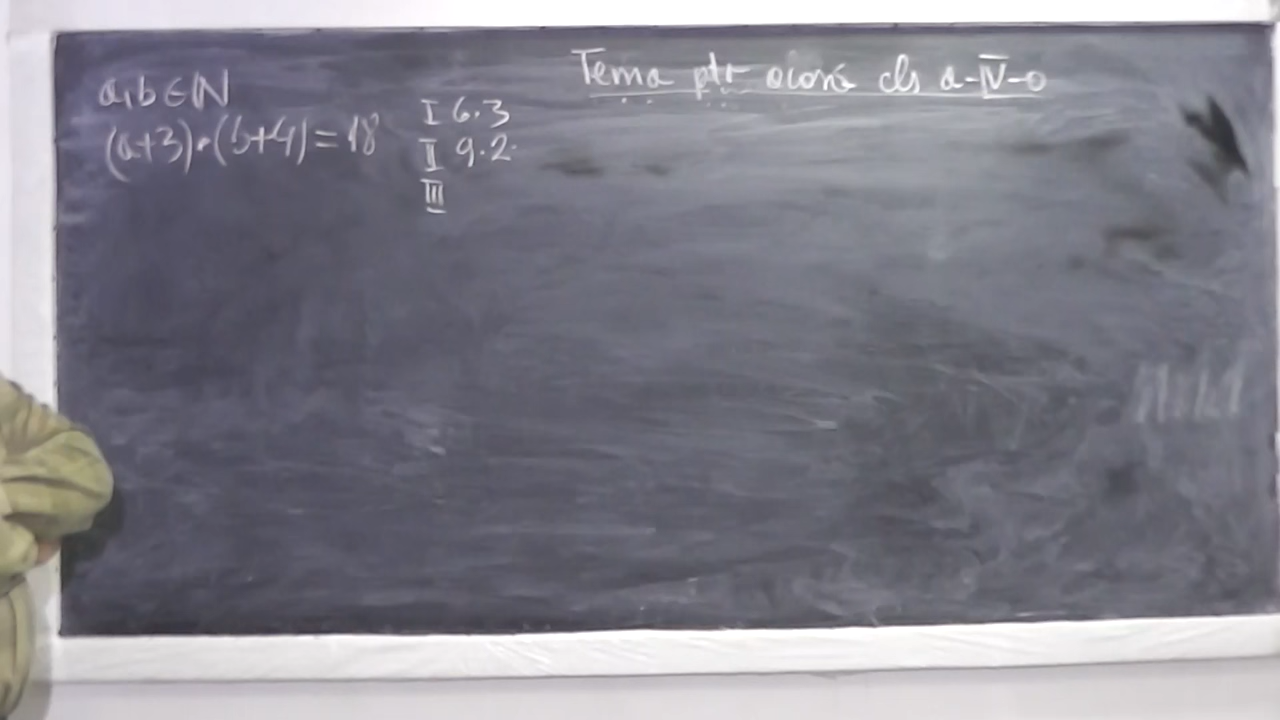 Tema ptr acasă cls a-IV-a
a,b∈ℕ
(a+3)·(b+4)=18
I 6·3
II 9·2
III